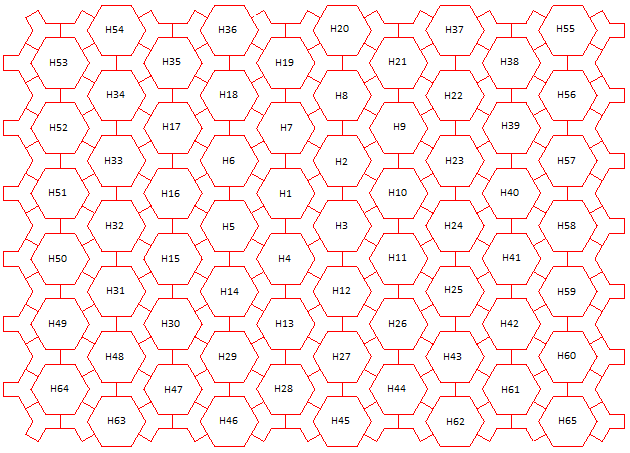 H54 H36 H20 H37 H55
H53 H35 H19 H21 H38
H34 H18 H8 H22 H56
H52 H17 H7 H9 H39
H33 H6 H2 H23 H57
H51 H16 H1 H10 H40
H32 H5 H3 H24 H58
H50 H15 H4 H11 H41
H31 H14 H12 H25 H59
H49 H30 H13 H26 H42
H48 H29 H27 H43 H60
H64 H47 H28 H44 H61
H63 H46 H45 H62 H65